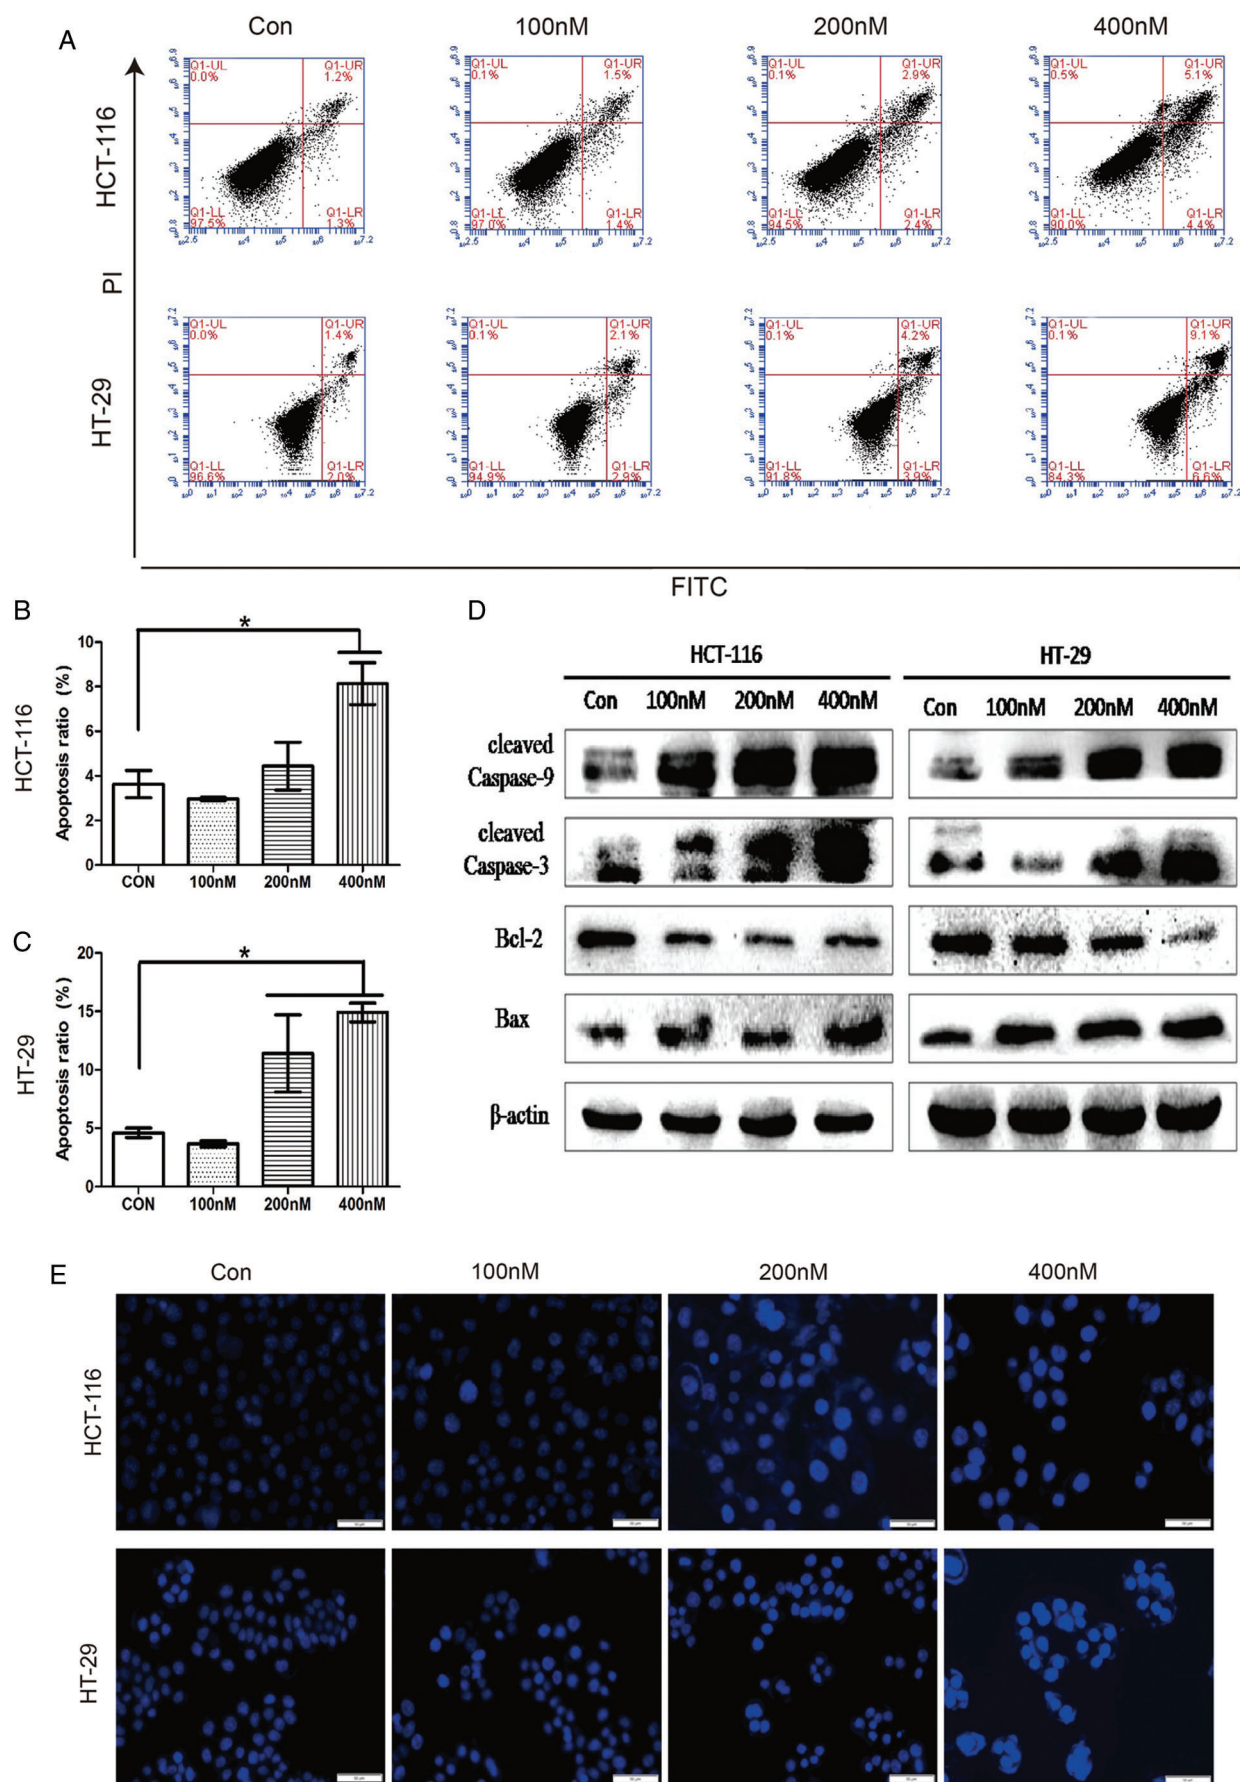 A
Con 100nM 200nM 400nM
HCT-116
Q1-UL Q1-UR
0.0% 1.2%
Q1-LL Q1-LR
97.5% 1.3%
Q1-UL Q1-UR
0.1% 1.5%
Q1-LL Q1-LR
97.0% 1.4%
Q1-UL Q1-UR
0.1% 2.9%
Q1-LL Q1-LR
94.5% 2.4%
Q1-UL Q1-UR
0.5% 5.1%
Q1-LL Q1-LR
90.0% 4.4%
PI
HT-29
Q1-UL Q1-UR
0.0% 1.4%
Q1-LL Q1-LR
96.6% 2.0%
Q1-UL Q1-UR
0.1% 2.1%
Q1-LL Q1-LR
94.9% 2.9%
Q1-UL Q1-UR
0.1% 4.2%
Q1-LL Q1-LR
91.8% 3.9%
Q1-UL Q1-UR
0.1% 9.1%
Q1-LL Q1-LR
84.3% 6.6%
FITC
B
HCT-116
Apoptosis ratio (%)
10
8
6
4
2
0
*
CON 100nM 200nM 400nM
C
HT-29
Apoptosis ratio (%)
20
15
10
5
0
*
CON 100nM 200nM 400nM
D
HCT-116 HT-29
Con 100nM 200nM 400nM Con 100nM 200nM 400nM
cleaved
Caspase-9
cleaved
Caspase-3
Bcl-2
Bax
β-actin
E
Con 100nM 200nM 400nM
HCT-116
HT-29